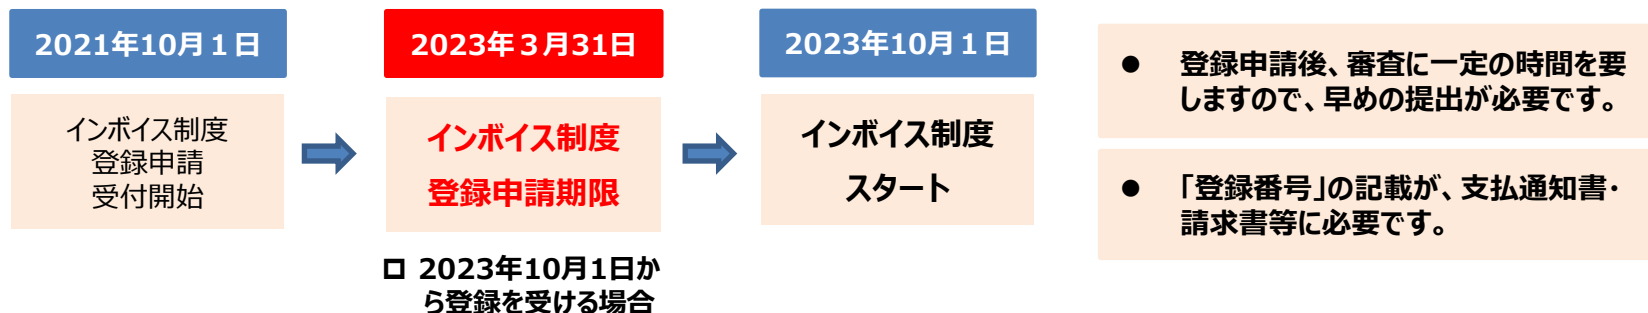 2021年10月１日
インボイス制度
登録申請
受付開始
2023年３月31日
インボイス制度
登録申請期限
2023年10月1日か
ら登録を受ける場合
2023年10月１日
インボイス制度
スタート
● 登録申請後、審査に一定の時間を要
しますので、早めの提出が必要です。
● 「登録番号」の記載が、支払通知書・
請求書等に必要です。